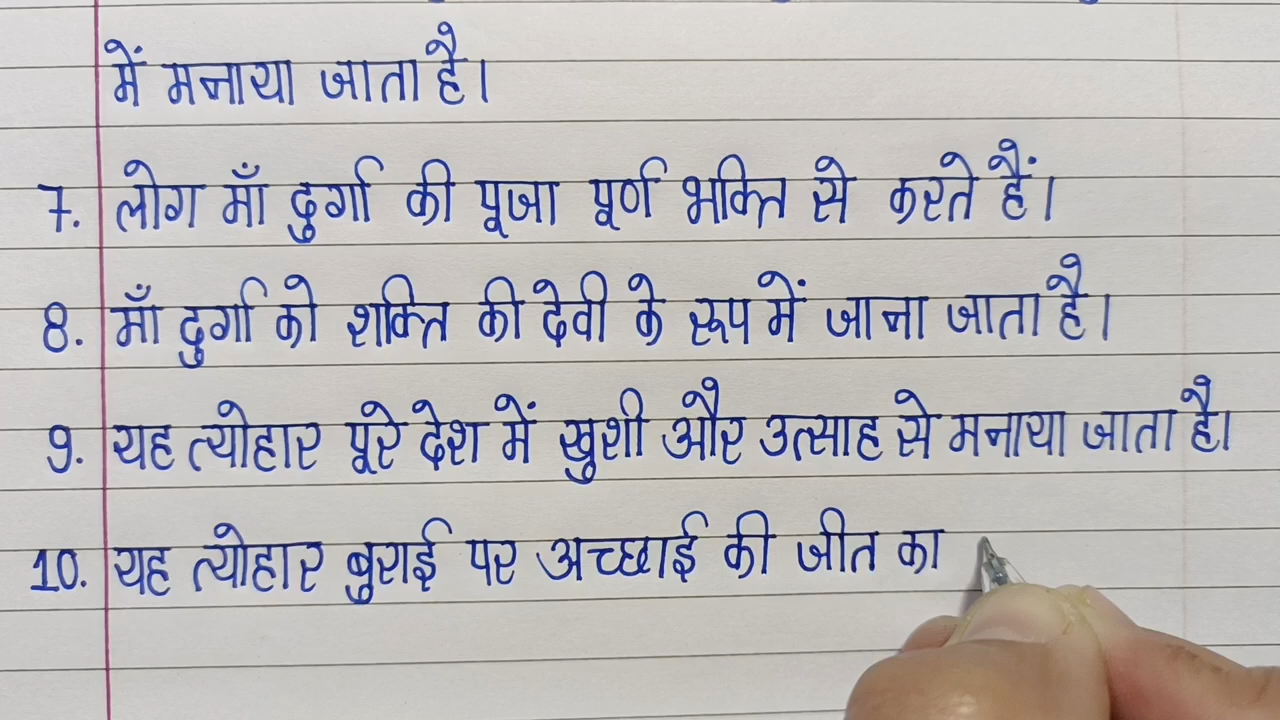 में मनाया जाता है।
7. लोग माँ दुर्गा की पूजा पूर्ण भक्ति से करते हैं।
8. माँ दुर्गा को शक्ति की देवी के रूप में जाना जाता है।
9. यह त्योहार पूरे देश में खुशी और उत्साह से मनाया जाता है।
10. यह त्योहार बुराई पर अच्छाई की जीत का